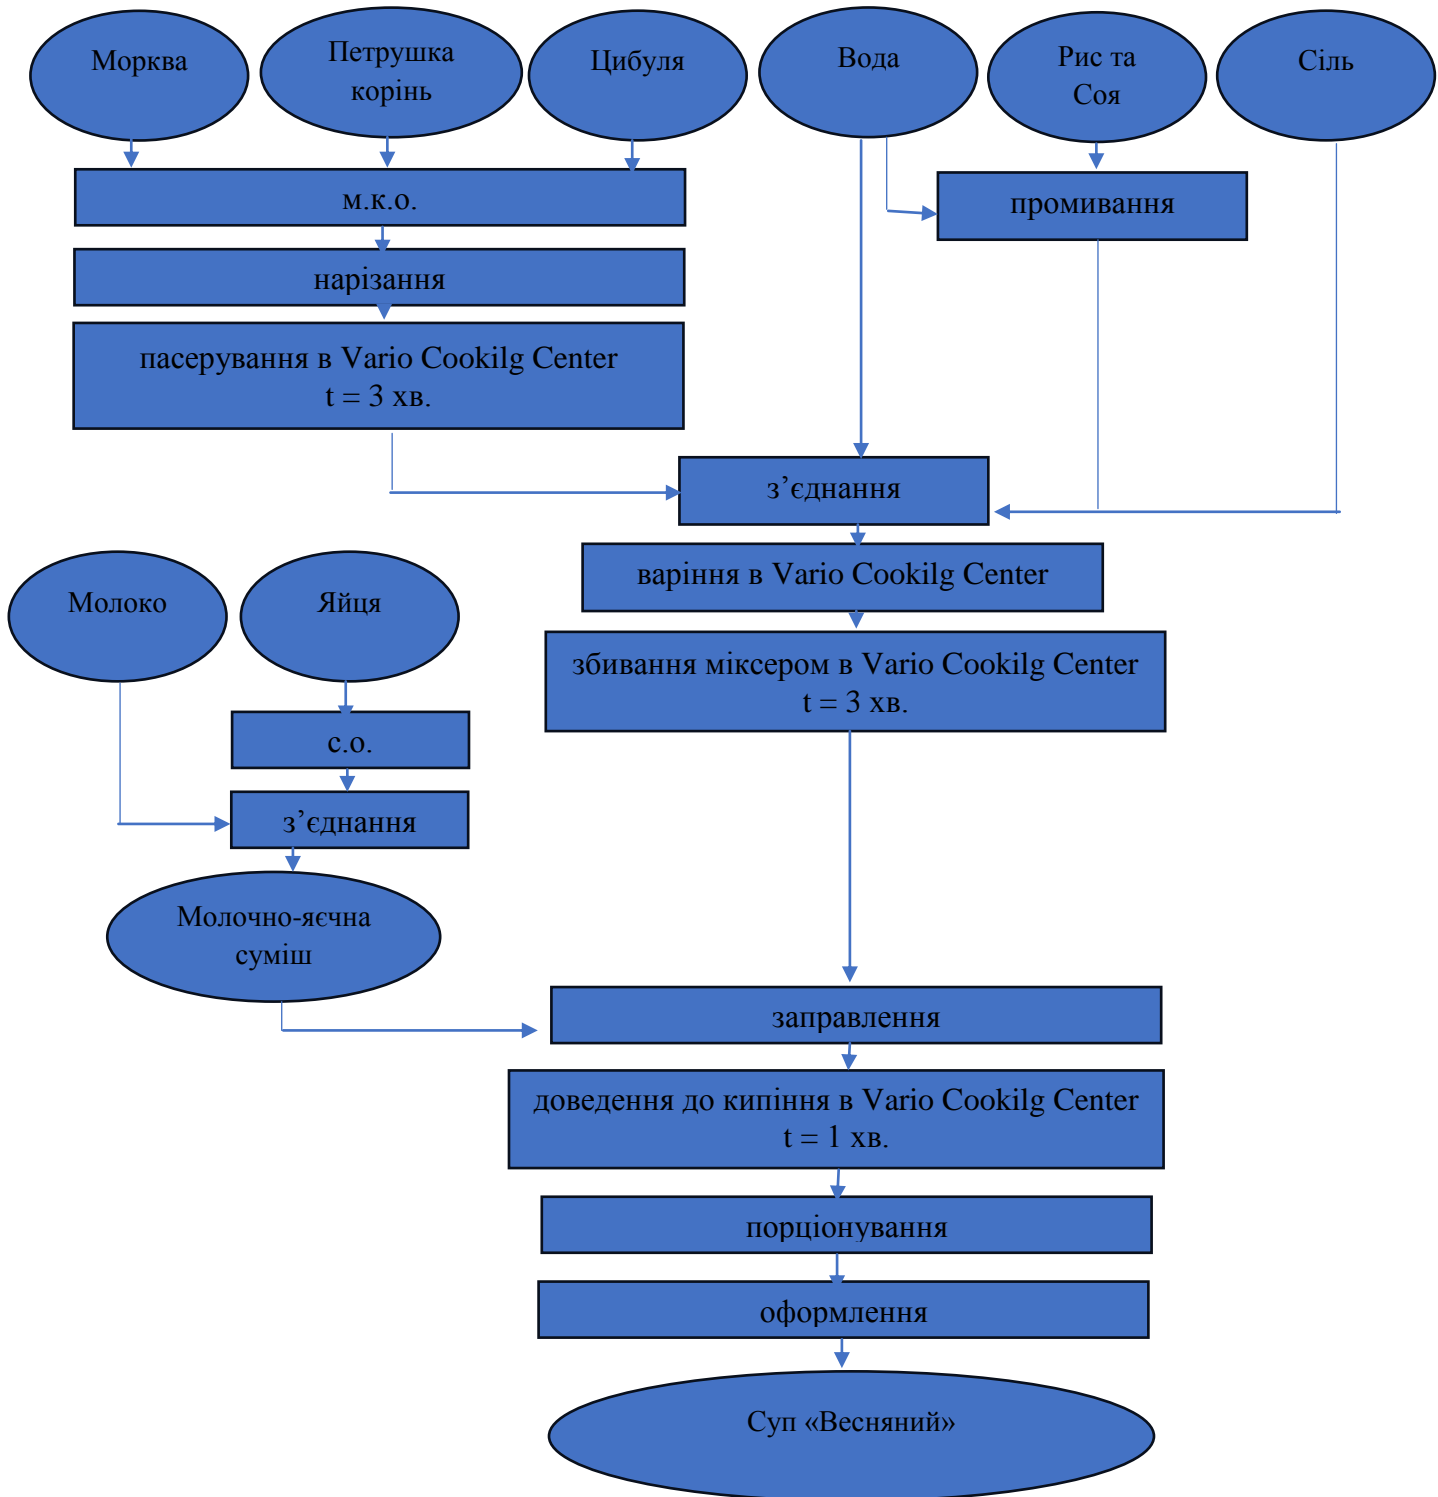 Морква
Петрушка
корінь
Цибуля
Вода
Рис та
Соя
Сіль
м.к.о.
промивання
нарізання
пасерування в Vario Cookilg Center
t = 3 хв.
з’єднання
варіння в Vario Cookilg Center
Молоко
Яйця
збивання міксером в Vario Cookilg Center
t = 3 хв.
с.о.
з’єднання
Молочно-яєчна
суміш
заправлення
доведення до кипіння в Vario Cookilg Center
t = 1 хв.
порціонування
оформлення
Суп «Весняний»